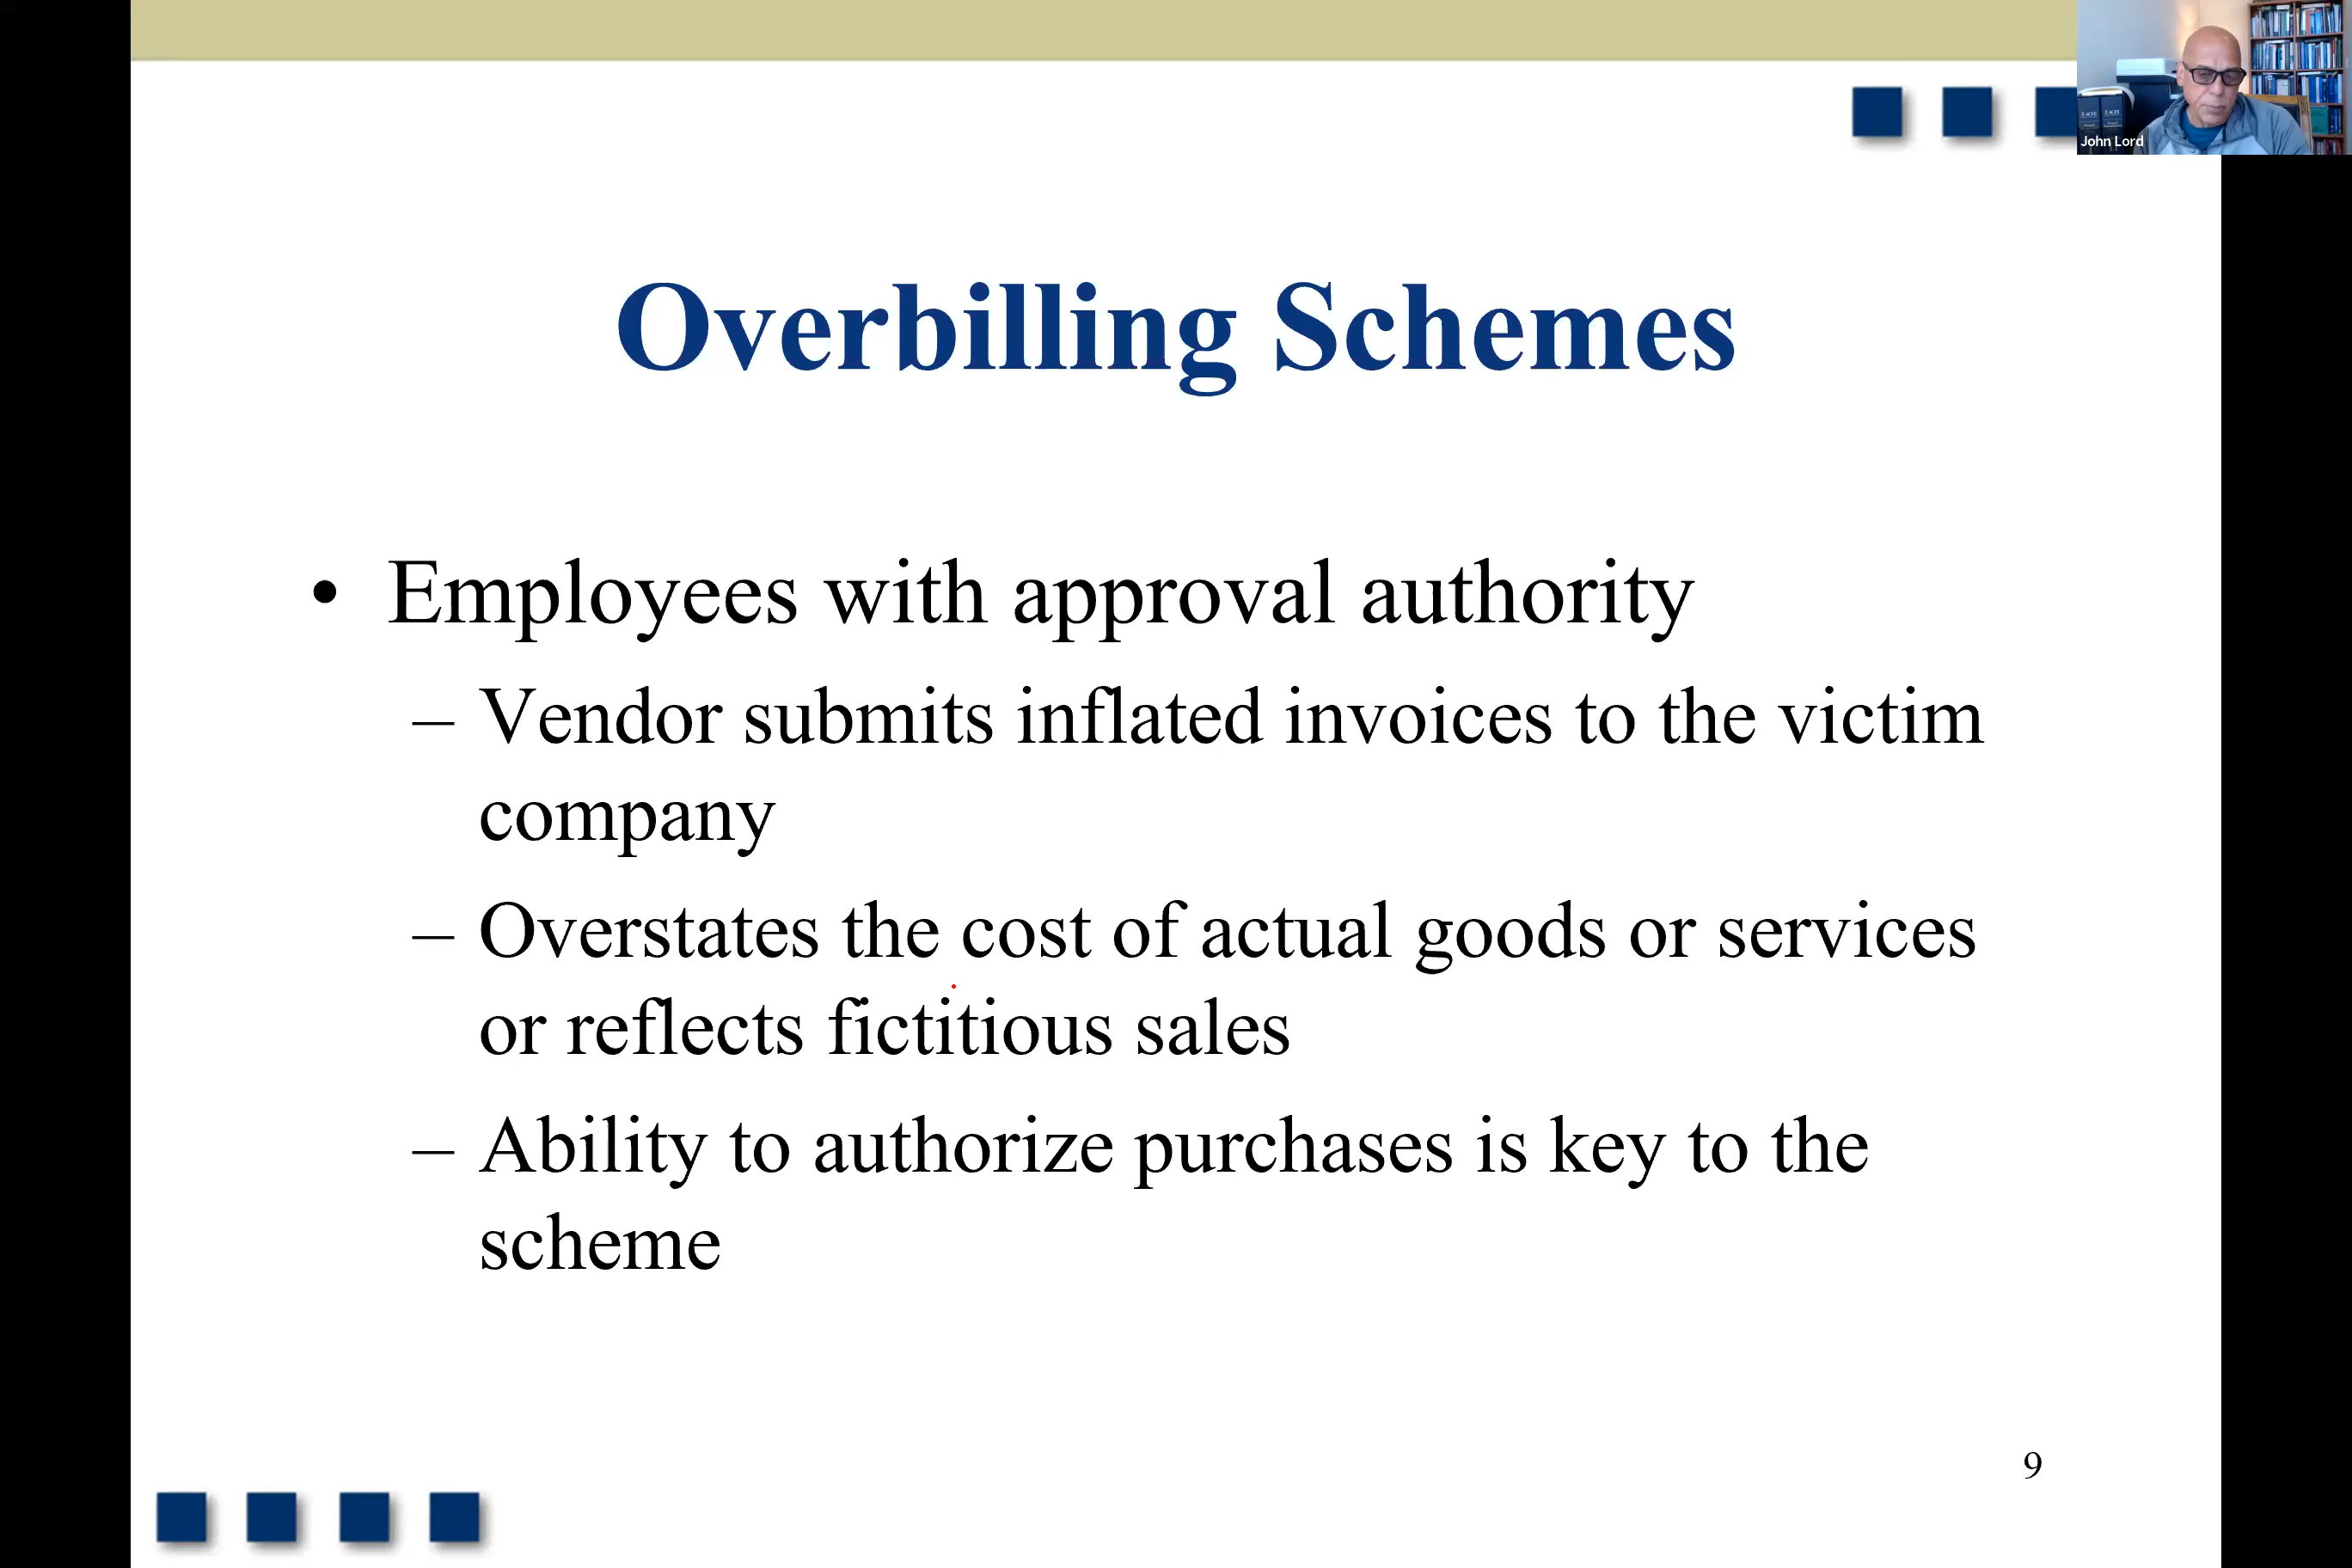 John Lord
Overbilling Schemes
• Employees with approval authority
– Vendor submits inflated invoices to the victim
company
– Overstates the cost of actual goods or services
or reflects fictitious sales
– Ability to authorize purchases is key to the
scheme
9